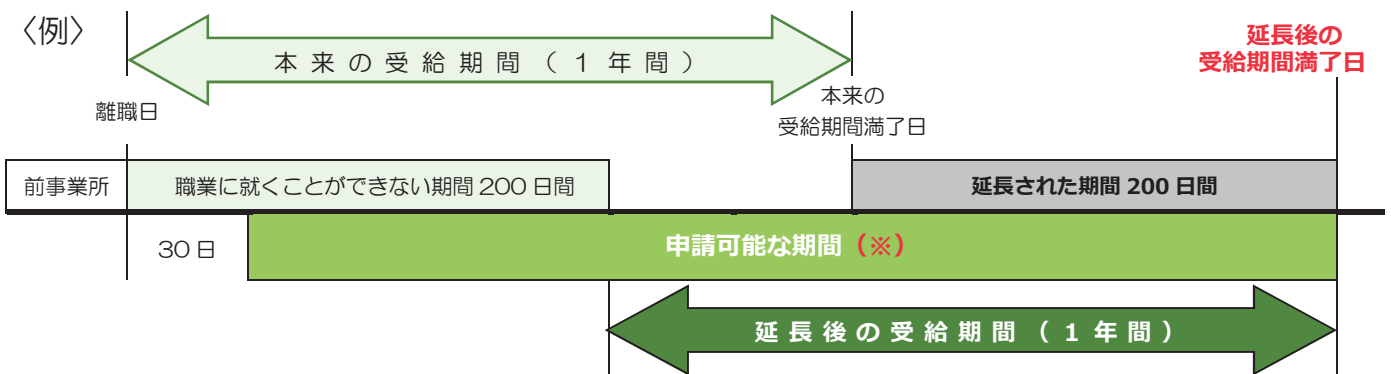 〈例〉
本来の受給期間（１年間）
延長後の
受給期間満了日
離職日
本来の
受給期間満了日
前事業所
職業に就くことができない期間 200 日間
延長された期間 200 日間
30 日
申請可能な期間（※）
延長後の受給期間（１年間）